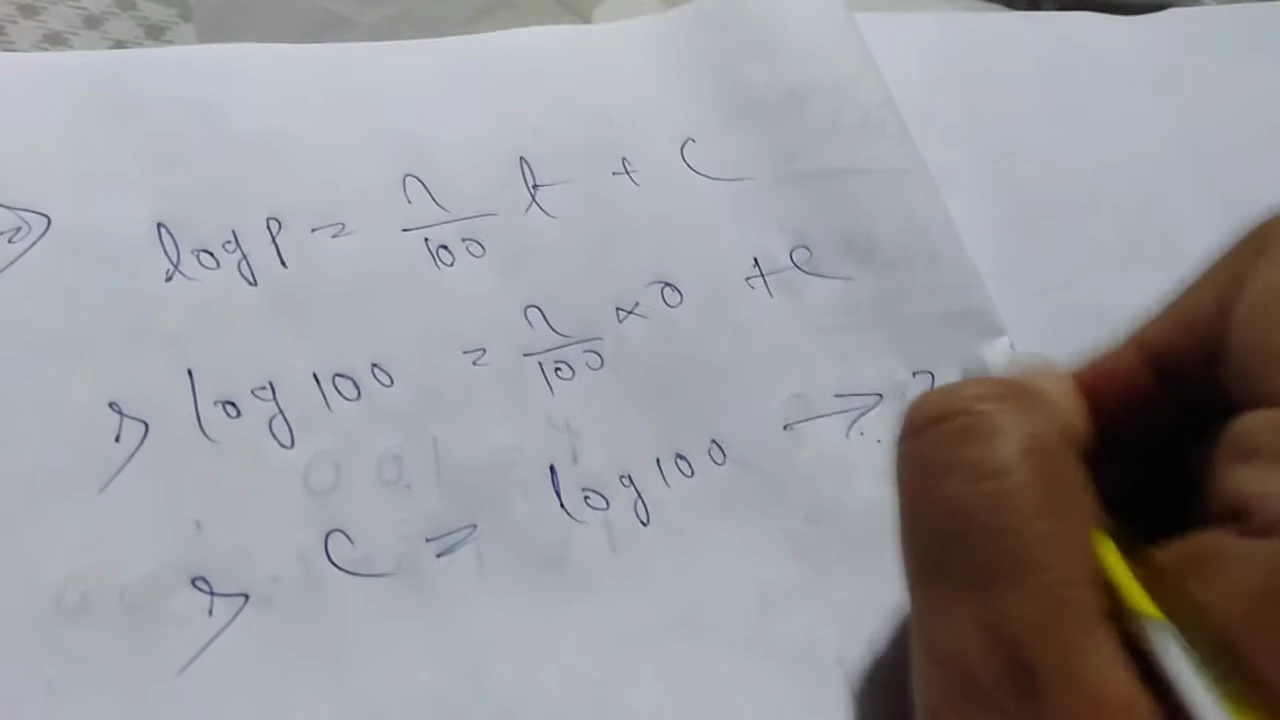 ⇒ log P = r/100 t + C
⇒ log 100 = r/100 × 0 + C
⇒ C = log 100 →